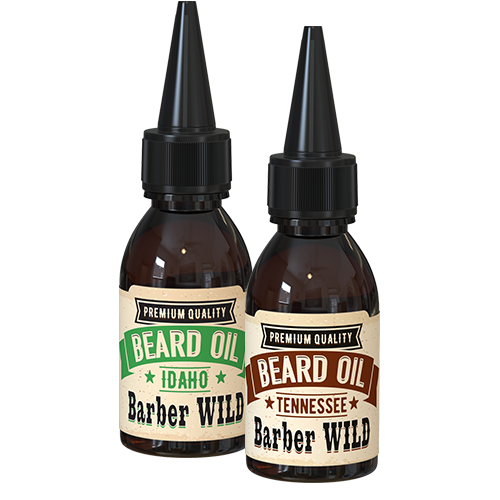 PREMIUM QUALITY
BEARD OIL
IDAHO
Barber WILD
PREMIUM QUALITY
BEARD OIL
TENNESSEE
Barber WILD